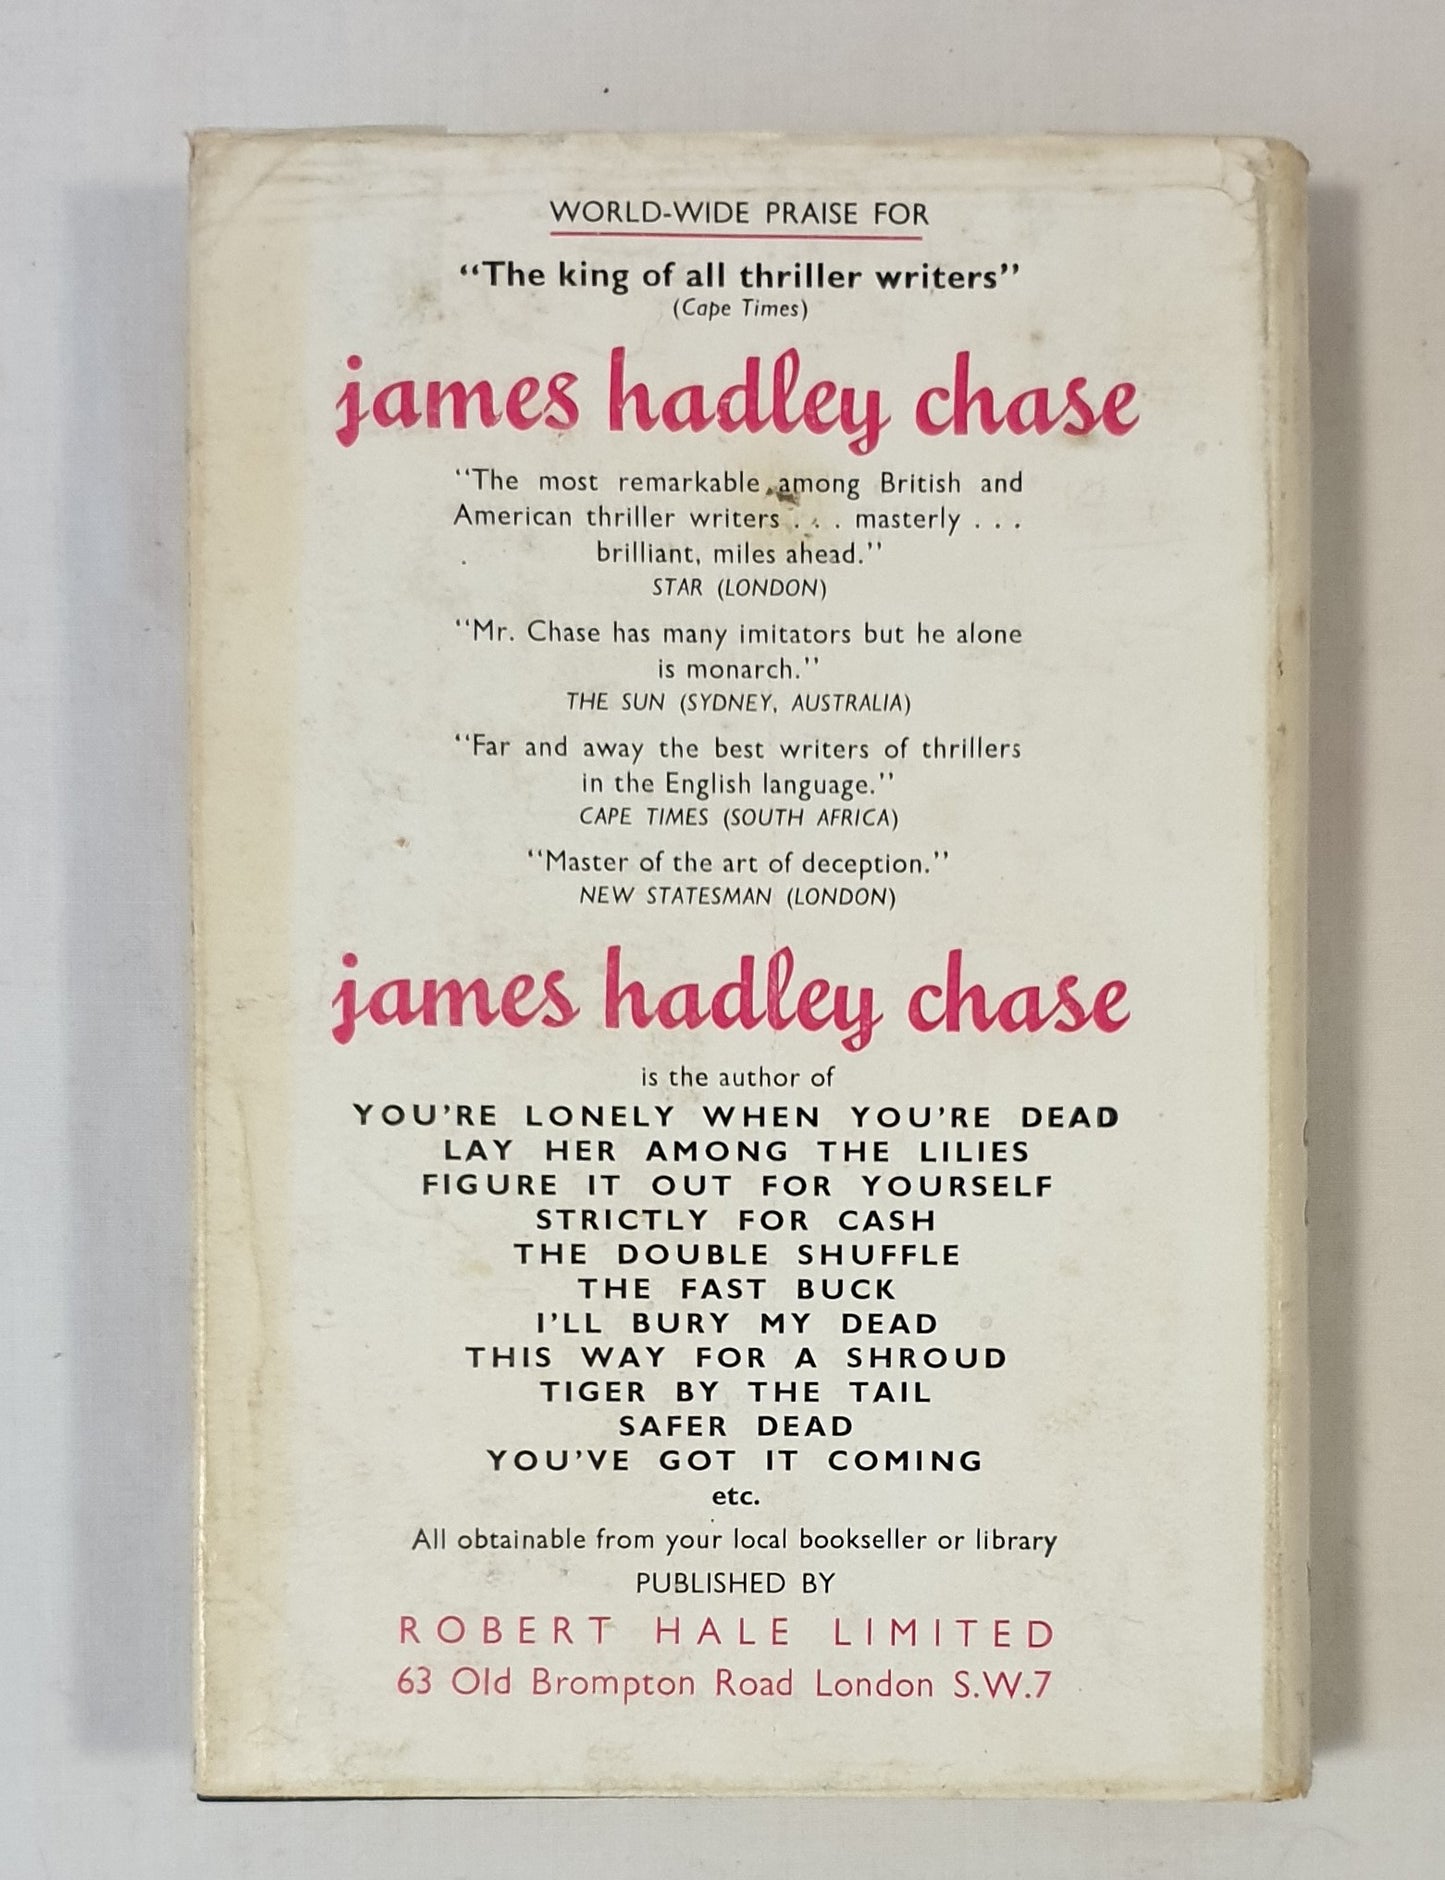 WORLD-WIDE PRAISE FOR
“The king of all thriller writers”
(Cape Times)
james hadley chase
“The most remarkable among British and
American thriller writers . . . masterly . . .
brilliant, miles ahead.”
STAR (LONDON)
“Mr. Chase has many imitators but he alone
is monarch.”
THE SUN (SYDNEY, AUSTRALIA)
“Far and away the best writers of thrillers
in the English language.”
CAPE TIMES (SOUTH AFRICA)
“Master of the art of deception.”
NEW STATESMAN (LONDON)
james hadley chase
is the author of
YOU’RE LONELY WHEN YOU’RE DEAD
LAY HER AMONG THE LILIES
FIGURE IT OUT FOR YOURSELF
STRICTLY FOR CASH
THE DOUBLE SHUFFLE
THE FAST BUCK
I’LL BURY MY DEAD
THIS WAY FOR A SHROUD
TIGER BY THE TAIL
SAFER DEAD
YOU’VE GOT IT COMING
etc.
All obtainable from your local bookseller or library
PUBLISHED BY
ROBERT HALE LIMITED
63 Old Brompton Road London S.W.7